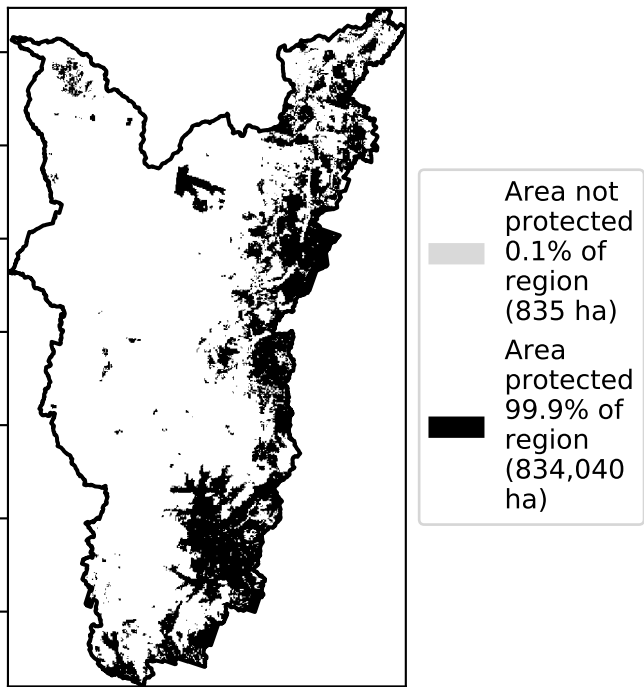 Area not
protected
0.1% of
region
(835 ha)
Area
protected
99.9% of
region
(834,040
ha)